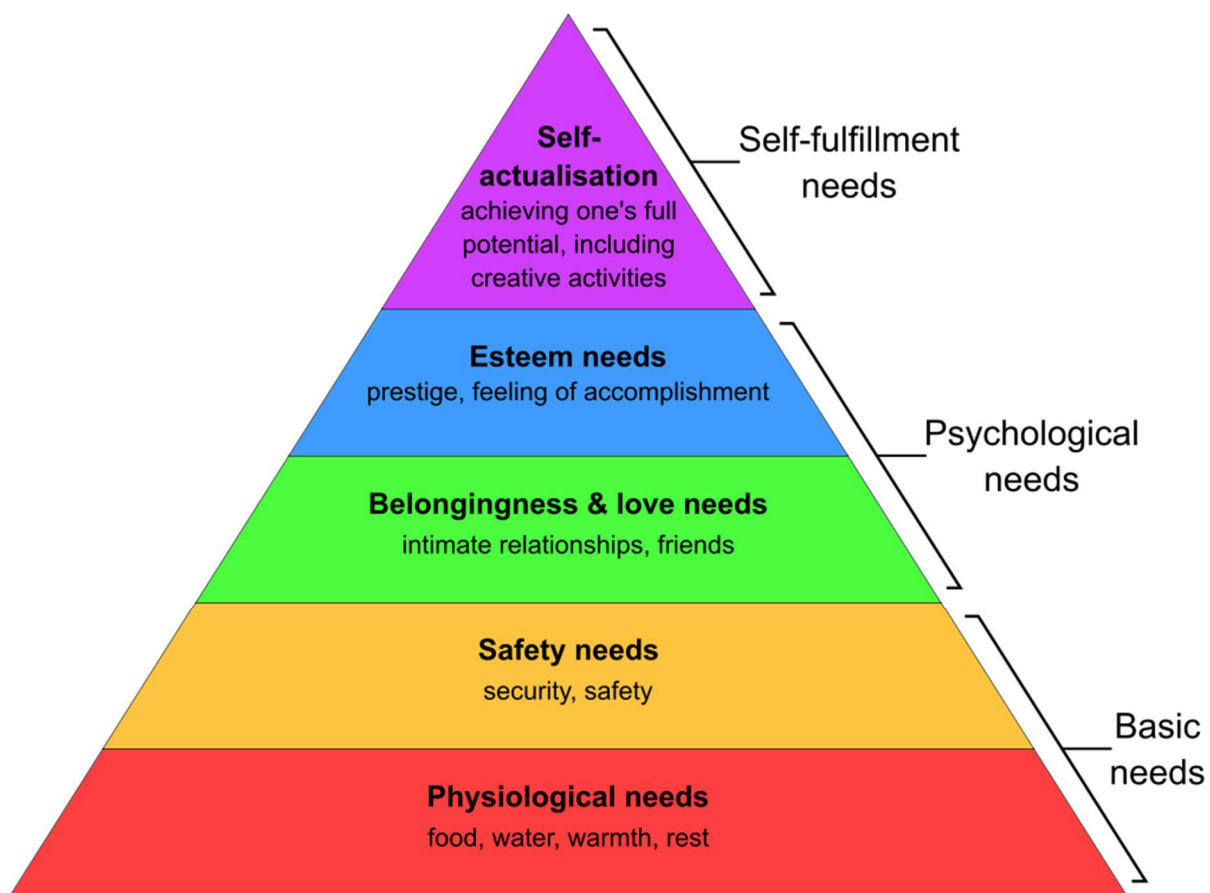 Self-
actualisation
achieving one's full
potential, including
creative activities
Self-fulfillment
needs
Esteem needs
prestige, feeling of accomplishment
Psychological
needs
Belongingness & love needs
intimate relationships, friends
Safety needs
security, safety
Basic
needs
Physiological needs
food, water, warmth, rest